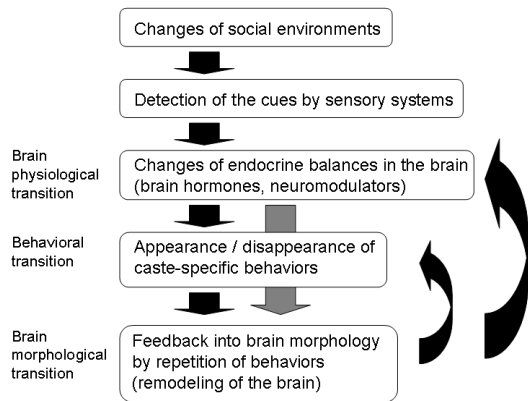 Changes of social environments
Detection of the cues by sensory systems
Brain
physiological
transition
Changes of endocrine balances in the brain
(brain hormones, neuromodulators)
Behavioral
transition
Appearance / disappearance of
caste-specific behaviors
Brain
morphological
transition
Feedback into brain morphology
by repetition of behaviors
(remodeling of the brain)